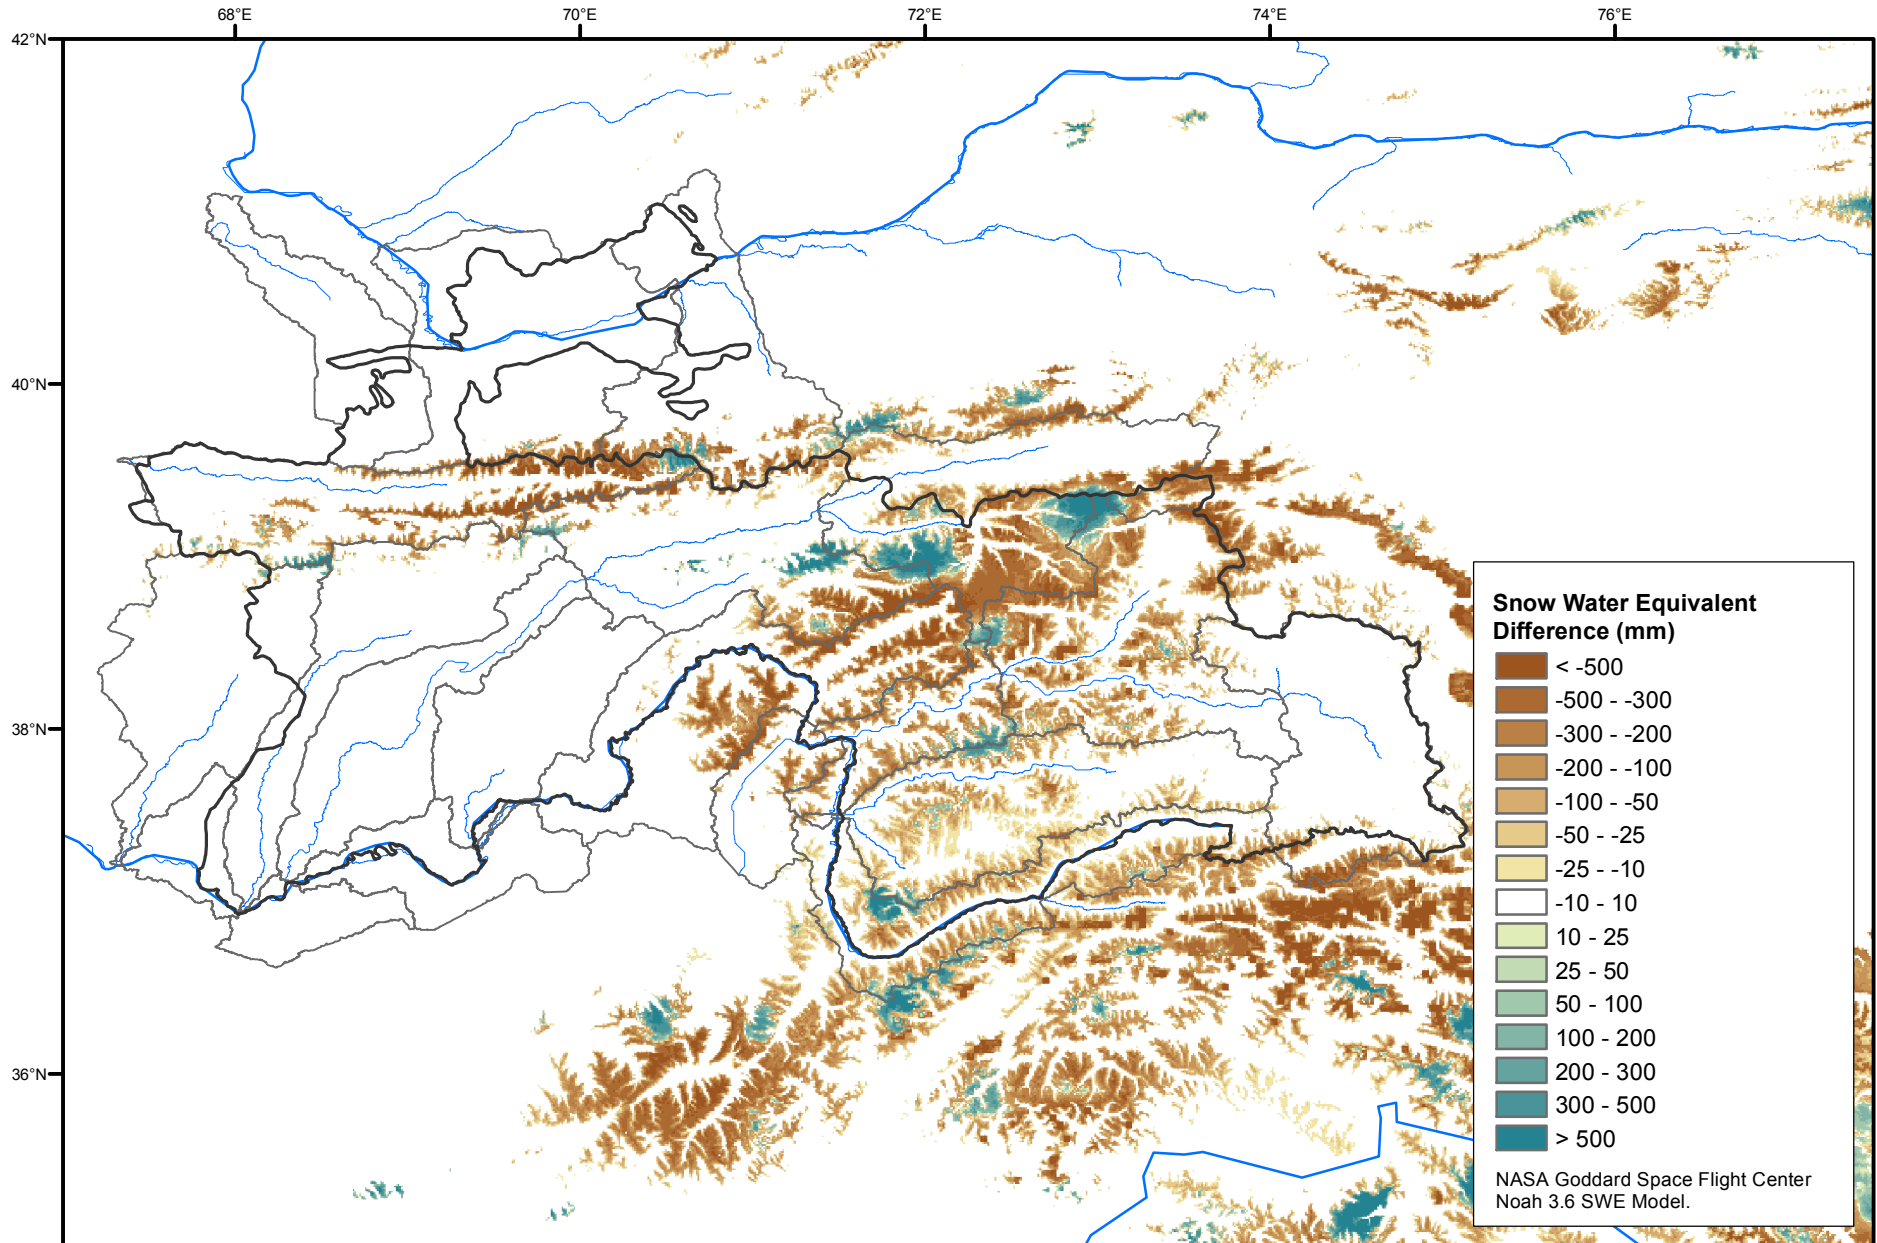 68°E
70°E
72°E
74°E
76°E
42°N
40°N
38°N
36°N
Snow Water Equivalent
Difference (mm)
< -500
-500 - -300
-300 - -200
-200 - -100
-100 - -50
-50 - -25
-25 - -10
-10 - 10
10 - 25
25 - 50
50 - 100
100 - 200
200 - 300
300 - 500
> 500
NASA Goddard Space Flight Center
Noah 3.6 SWE Model.